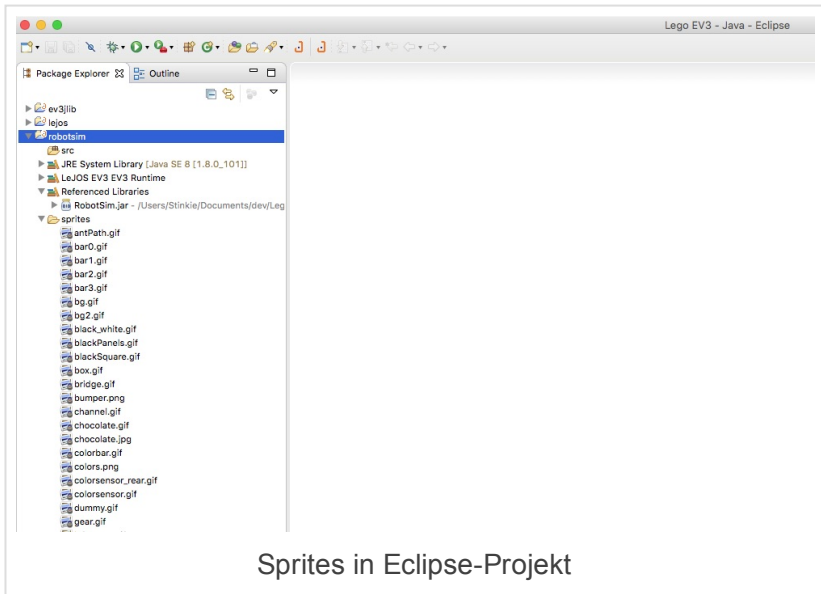 Lego EV3 - Java - Eclipse
Package Explorer
Outline
ev3jlib
lejos
robotsim
src
JRE System Library [Java SE 8 [1.8.0_101]]
LeJOS EV3 EV3 Runtime
Referenced Libraries
RobotSim.jar - /Users/Stinkie/Documents/dev/Leg
sprites
antPath.gif
bar0.gif
bar1.gif
bar2.gif
bar3.gif
bg.gif
bg2.gif
black_white.gif
blackPanels.gif
blackSquare.gif
box.gif
bridge.gif
bumper.png
channel.gif
chocolate.gif
chocolate.jpg
colorbar.gif
colors.png
colorsensor_rear.gif
colorsensor.gif
dummy.gif
gear.gif
Sprites in Eclipse-Projekt